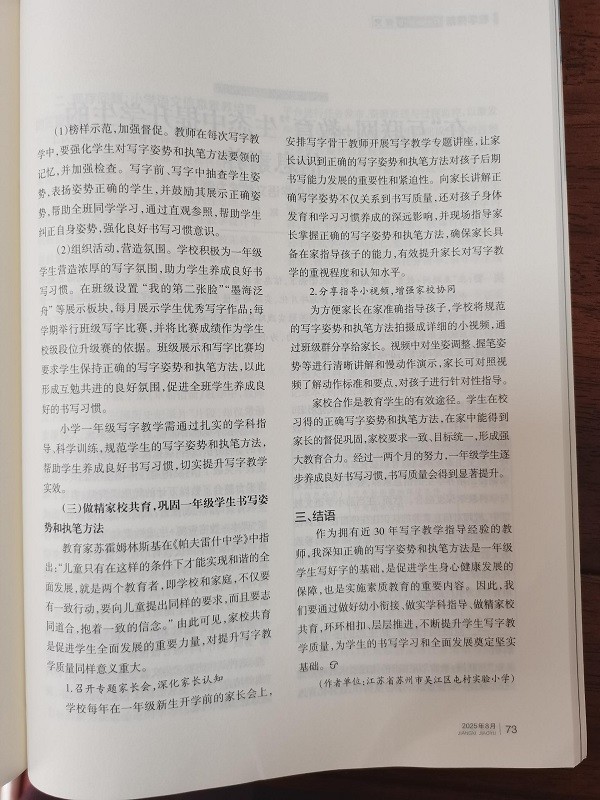 (1)榜样示范，加强督促。教师在每次写字教
学中，要强化学生对写字姿势和执笔方法要领的
记忆，并加强检查。写字前、写字中抽查学生姿
势，表扬姿势正确的学生，并鼓励其展示正确姿
势，帮助全班同学学习，通过直观参照，帮助学生
纠正自身姿势，强化良好书写习惯意识。
(2)组织活动，营造氛围。学校积极为一年级
学生营造浓厚的写字氛围，助力学生养成良好书
写习惯。在班级设置“我的第二张脸”“墨海泛
舟”等展示板块，每月展示学生优秀写字作品；每
学期举行班级写字比赛，并将比赛成绩作为学生
校级段位升级赛的依据。班级展示和写字比赛均
要求学生保持正确的写字姿势和执笔方法，以此
形成互勉共进的良好氛围，促进全班学生养成良
好的书写习惯。
小学一年级写字教学需通过扎实的学科指
导、科学训练，规范学生的写字姿势和执笔方法，
帮助学生养成良好书写习惯，切实提升写字教学
实效。
(三)做精家校共育，巩固一年级学生书写姿
势和执笔方法
教育家苏霍姆林斯基在《帕夫雷什中学》中指
出：“儿童只有在这样的条件下才能实现和谐的全
面发展，就是两个教育者，即学校和家庭，不仅要
有一致行动，要向儿童提出同样的要求，而且要志
同道合，抱着一致的信念。”由此可见，家校共育
是促进学生全面发展的重要力量，对提升写字教
学质量同样意义重大。
1.召开专题家长会，深化家长认知
学校每年在一年级新生开学前的家长会上，
安排写字骨干教师开展写字教学专题讲座，让家
长认识到正确的写字姿势和执笔方法对孩子后期
书写能力发展的重要性和紧迫性。向家长讲解正
确写字姿势不仅关系到书写质量，还对孩子身体
发育和学习习惯养成的深远影响，并现场指导家
长掌握正确的写字姿势和执笔方法，确保家长具
备在家指导孩子的能力，有效提升家长对写字教
学的重视程度和认知水平。
2.分享指导小视频，增强家校协同
为方便家长在家准确指导孩子，学校将规范
的写字姿势和执笔方法拍摄成详细的小视频，通
过班级群分享给家长。视频中对坐姿调整、握笔姿
势等进行清晰讲解和慢动作演示，家长可对照视
频了解动作标准和要点，对孩子进行针对性指导。
家校合作是教育学生的有效途径。学生在校
习得的正确写字姿势和执笔方法，在家中能得到
家长的督促巩固，家校要求一致、目标统一，形成强
大教育合力。经过一两个月的努力，一年级学生逐
步养成良好书写习惯，书写质量会得到显著提升。
三、结语
作为拥有近30年写字教学指导经验的教
师，我深知正确的写字姿势和执笔方法是一年级
学生写好字的基础，是促进学生身心健康发展的
保障，也是实施素质教育的重要内容。因此，我
们要通过做好幼小衔接、做实学科指导、做精家校
共育，环环相扣、层层推进，不断提升学生写字教
学质量，为学生的书写学习和全面发展奠定坚实
基础。
(作者单位：江苏省苏州市吴江区屯村实验小学)
2025年8月
JIANGXI JIAOYU
73